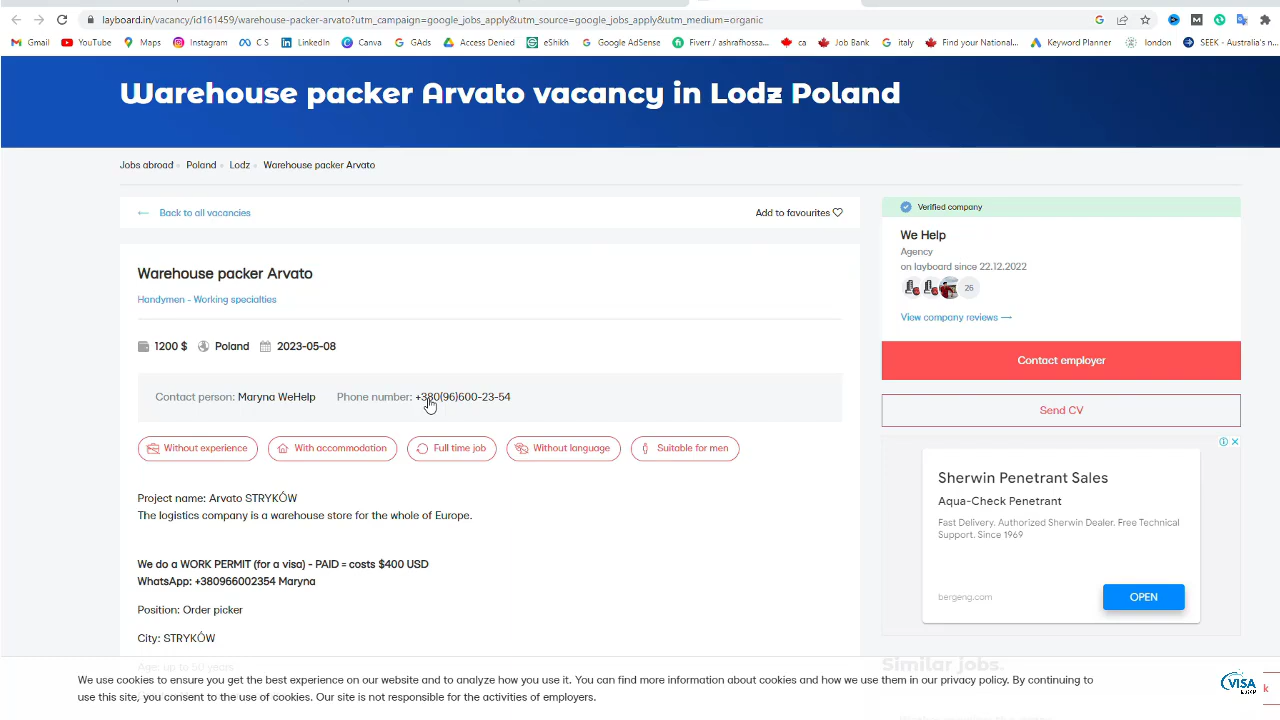 layboard.in/vacancy/id161459/warehouse-packer-arvato?utm_campaign=google_jobs_apply&utm_source=google_jobs_apply&utm_medium=organic
Gmail YouTube Maps Instagram C S LinkedIn Canva GAds Access Denied eShikh Google AdSense Fiverr / ashrafhossa... ca Job Bank italy Find your National... Keyword Planner london SEEK - Australia's n...
Warehouse packer Arvato vacancy in Lodz Poland
Jobs abroad Poland Lodz Warehouse packer Arvato
← Back to all vacancies
Add to favourites
Warehouse packer Arvato
Handymen - Working specialties
1200 $ Poland 2023-05-08
Contact person: Maryna WeHelp Phone number: +380(96)600-23-54
Without experience With accommodation Full time job Without language Suitable for men
Project name: Arvato STRYKÓW
The logistics company is a warehouse store for the whole of Europe.
We do a WORK PERMIT (for a visa) - PAID = costs $400 USD
WhatsApp: +380966002354 Maryna
Position: Order picker
City: STRYKÓW
Age: up to 50 years
Verified company
We Help
Agency
on layboard since 22.12.2022
26
View company reviews →
Contact employer
Send CV
Sherwin Penetrant Sales
Aqua-Check Penetrant
Fast Delivery. Authorized Sherwin Dealer. Free Technical
Support. Since 1969
bergeng.com
OPEN
Similar jobs.
We use cookies to ensure you get the best experience on our website and to analyze how you use it. You can find more information about cookies and how we use them in our privacy policy. By continuing to
use this site, you consent to the use of cookies. Our site is not responsible for the activities of employers.
VISA